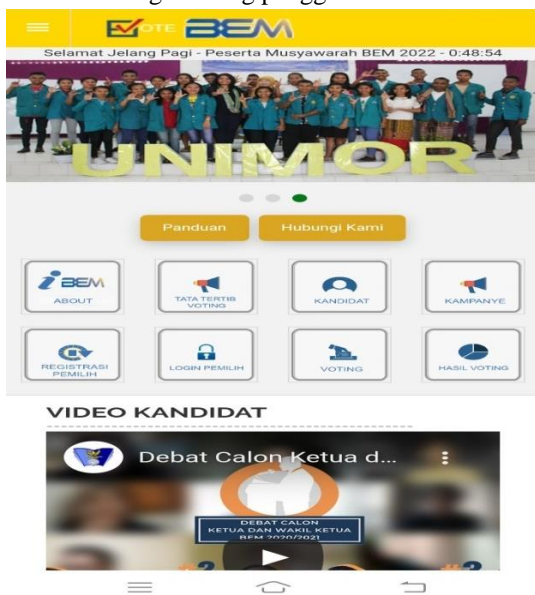 VOTE BEM
Selamat Jelang Pagi - Peserta Musyawarah BEM 2022 - 0:48:54
UNIMOR
Panduan
Hubungi Kami
iBEM
ABOUT
TATA TERTIB
VOTING
KANDIDAT
KAMPANYE
REGISTRASI
PEMILIH
LOGIN PEMILIH
VOTING
HASIL VOTING
VIDEO KANDIDAT
Debat Calon Ketua d...
DEBAT CALON
KETUA DAN WAKIL KETUA
BEM 2020/2021
#2